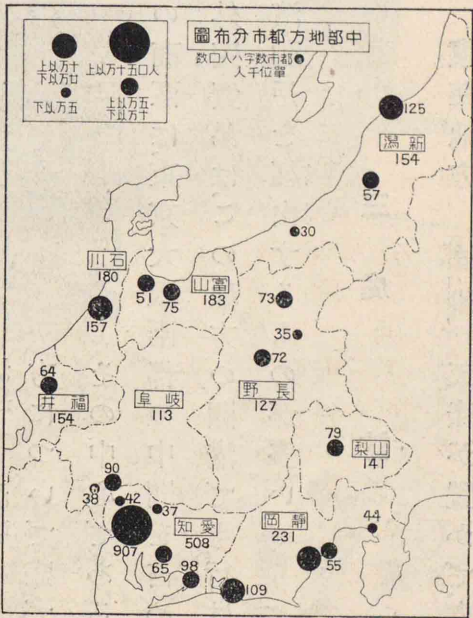 圖布分市都方地部中
数口人ハ字数市都
人千位單
上以万十
下以万廿
上以万十五口人
下以万五
上以万五
下以万十
125
潟新
154
57
30
川石
180
51
75
山富
183
157
73
35
72
64
井福
154
阜岐
113
野長
127
79
梨山
141
90
38
42
37
907
知愛
508
65
98
岡靜
231
44
55
109